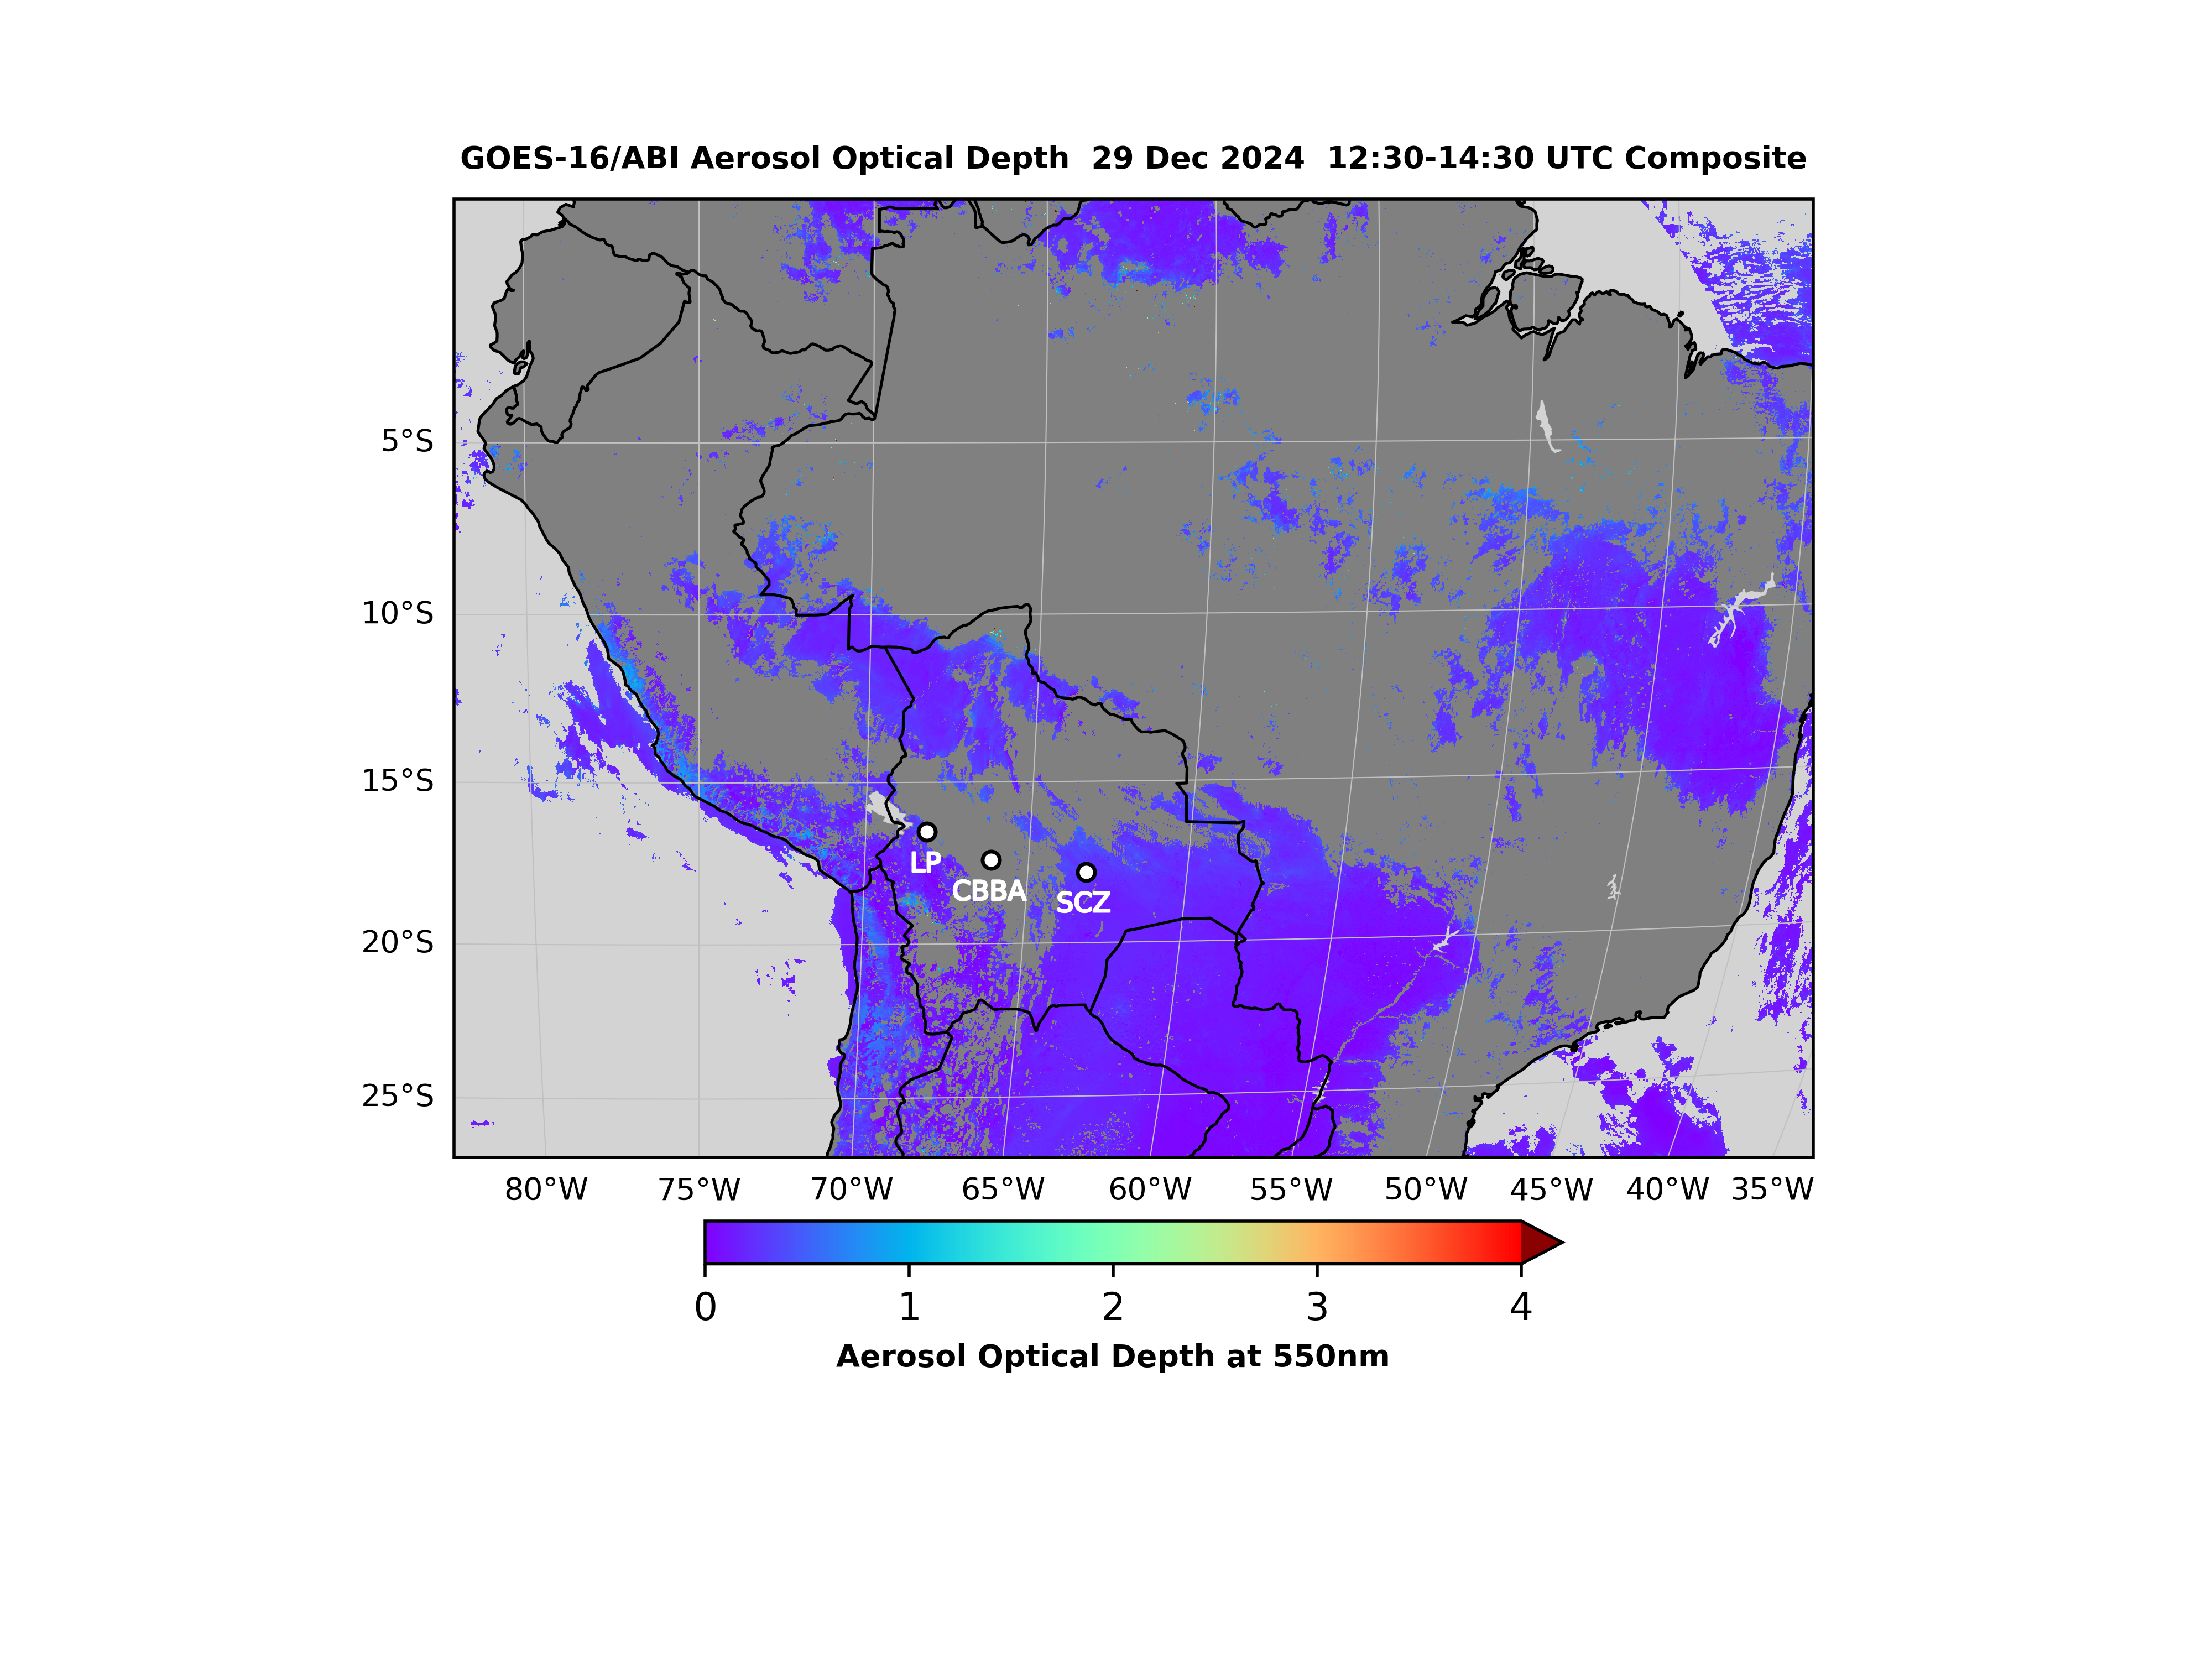 GOES-16/ABI Aerosol Optical Depth  29 Dec 2024  12:30-14:30 UTC Composite
5°S
10°S
15°S
20°S
25°S
LP
CBBA
SCZ
80°W 75°W 70°W 65°W 60°W 55°W 50°W 45°W 40°W 35°W
0 1 2 3 4
Aerosol Optical Depth at 550nm